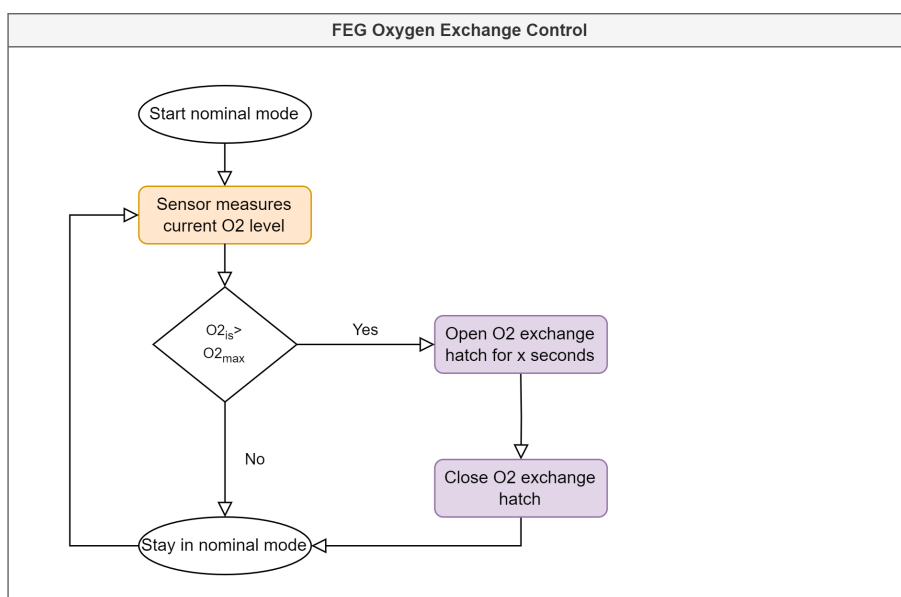 FEG Oxygen Exchange Control
Start nominal mode
Sensor measures
current O2 level
O2is>
O2max
Yes
Open O2 exchange
hatch for x seconds
No
Close O2 exchange
hatch
Stay in nominal mode